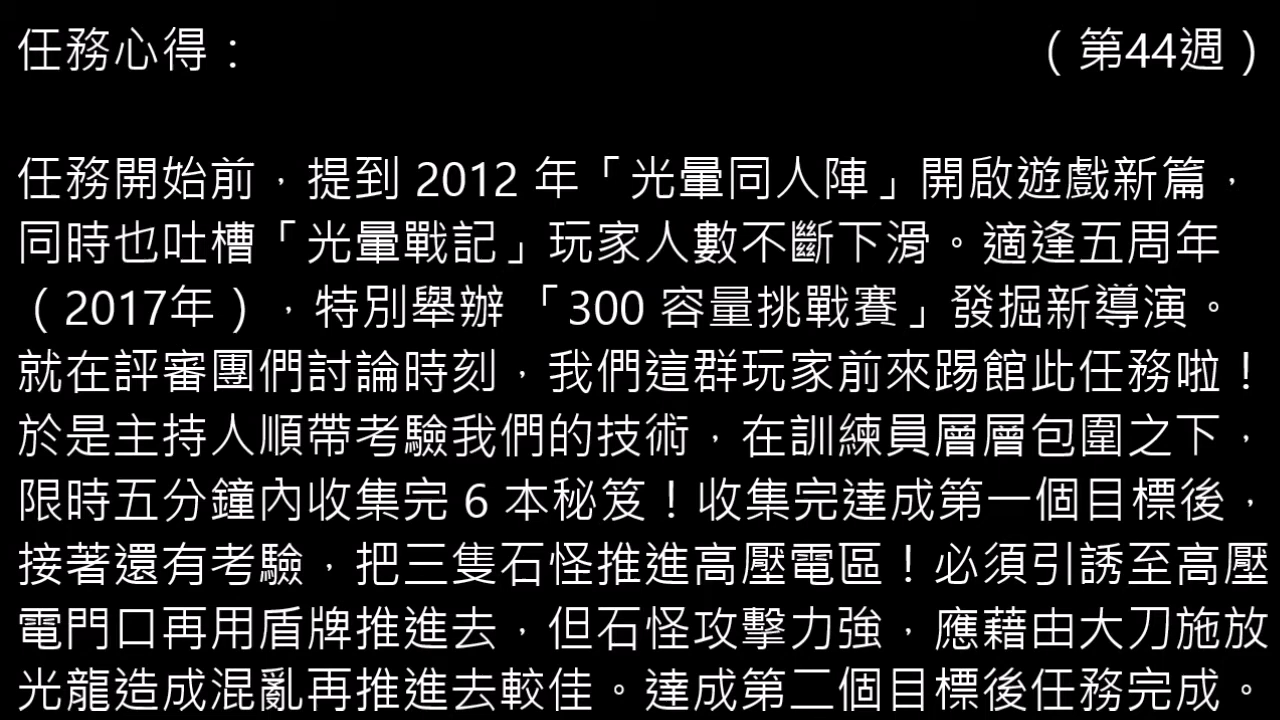 任務心得：（第44週）
任務開始前，提到 2012 年「光暈同人陣」開啟遊戲新篇，
同時也吐槽「光暈戰記」玩家人數不斷下滑。適逢五周年
（2017年），特別舉辦 「300 容量挑戰賽」發掘新導演。
就在評審團們討論時刻，我們這群玩家前來踢館此任務啦！
於是主持人順帶考驗我們的技術，在訓練員層層包圍之下，
限時五分鐘內收集完 6 本秘笈！收集完達成第一個目標後，
接著還有考驗，把三隻石怪推進高壓電區！必須引誘至高壓
電門口再用盾牌推進去，但石怪攻擊力強，應藉由大刀施放
光龍造成混亂再推進去較佳。達成第二個目標後任務完成。